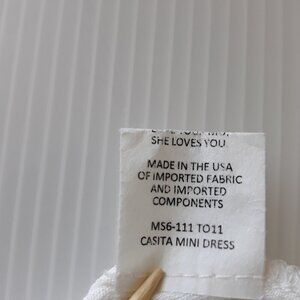 SHE LOVES YOU
MADE IN THE USA
OF IMPORTED FABRIC
AND IMPORTED
COMPONENTS
MS6-111 TO11
CASITA MINI DRESS